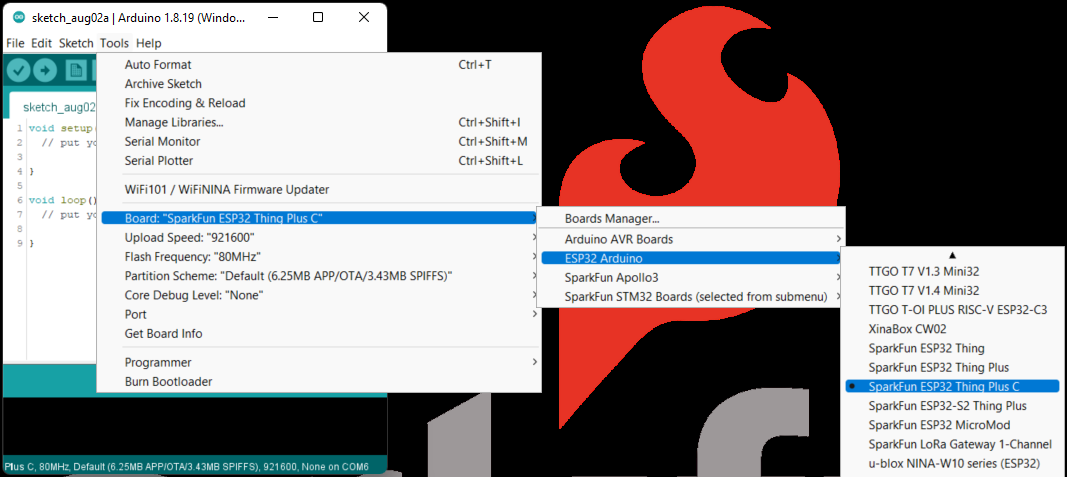 sketch_aug02a | Arduino 1.8.19 (Windo...
File Edit Sketch Tools Help
sketch_aug02
1 void setup(
2 // put yo
3
4 }
5
6 void loop()
7 // put yo
8
9 }
Auto Format Ctrl+T
Archive Sketch
Fix Encoding & Reload
Manage Libraries... Ctrl+Shift+I
Serial Monitor Ctrl+Shift+M
Serial Plotter Ctrl+Shift+L
WiFi101 / WiFiNINA Firmware Updater
Board: "SparkFun ESP32 Thing Plus C"
Upload Speed: "921600"
Flash Frequency: "80MHz"
Partition Scheme: "Default (6.25MB APP/OTA/3.43MB SPIFFS)"
Core Debug Level: "None"
Port
Get Board Info
Programmer
Burn Bootloader
Boards Manager...
Arduino AVR Boards
ESP32 Arduino
SparkFun Apollo3
SparkFun STM32 Boards (selected from submenu)
TTGO T7 V1.3 Mini32
TTGO T7 V1.4 Mini32
TTGO T-OI PLUS RISC-V ESP32-C3
XinaBox CW02
SparkFun ESP32 Thing
SparkFun ESP32 Thing Plus
SparkFun ESP32 Thing Plus C
SparkFun ESP32-S2 Thing Plus
SparkFun ESP32 MicroMod
SparkFun LoRa Gateway 1-Channel
u-blox NINA-W10 series (ESP32)
Plus C, 80MHz, Default (6.25MB APP/OTA/3.43MB SPIFFS), 921600, None on COM6